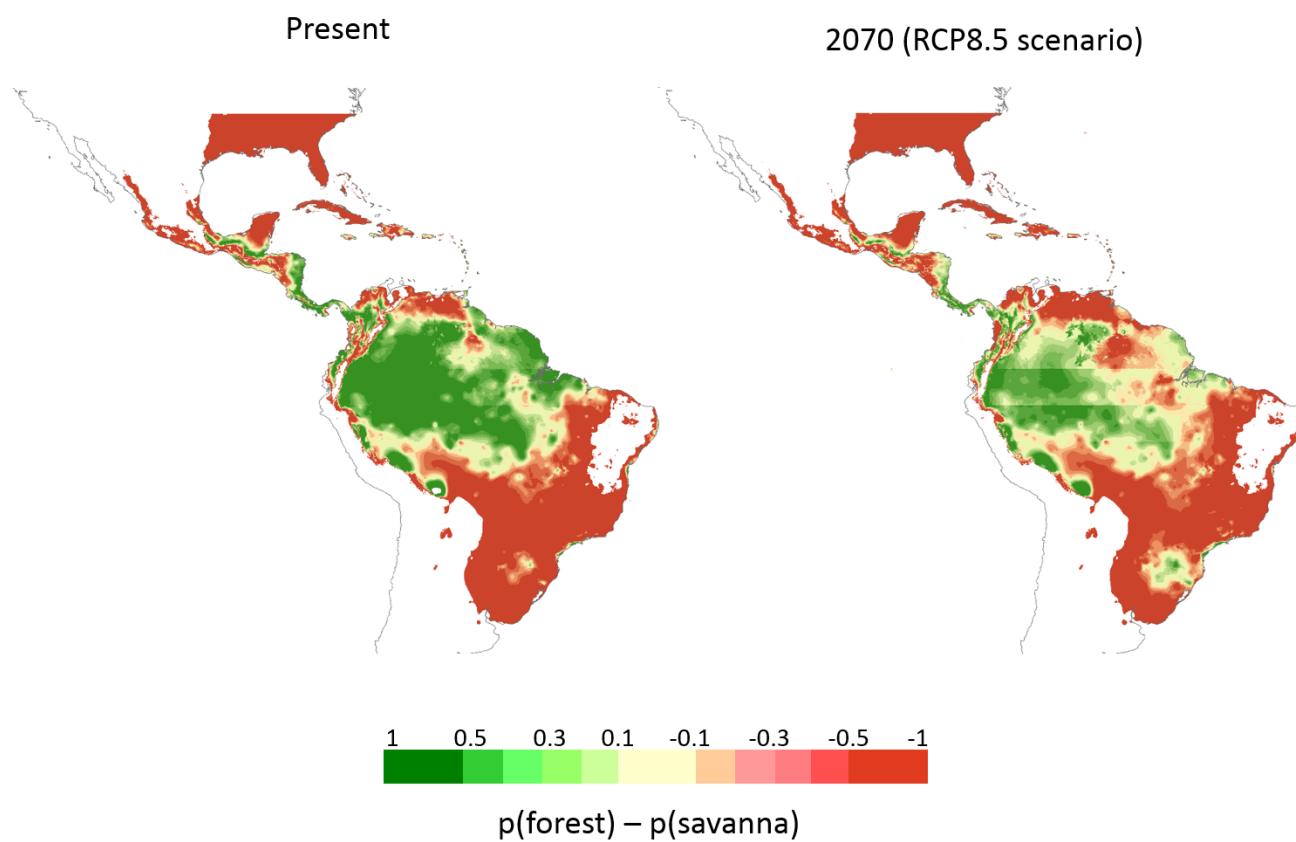 Present
2070 (RCP8.5 scenario)
1 0.5 0.3 0.1 -0.1 -0.3 -0.5 -1
p(forest) – p(savanna)